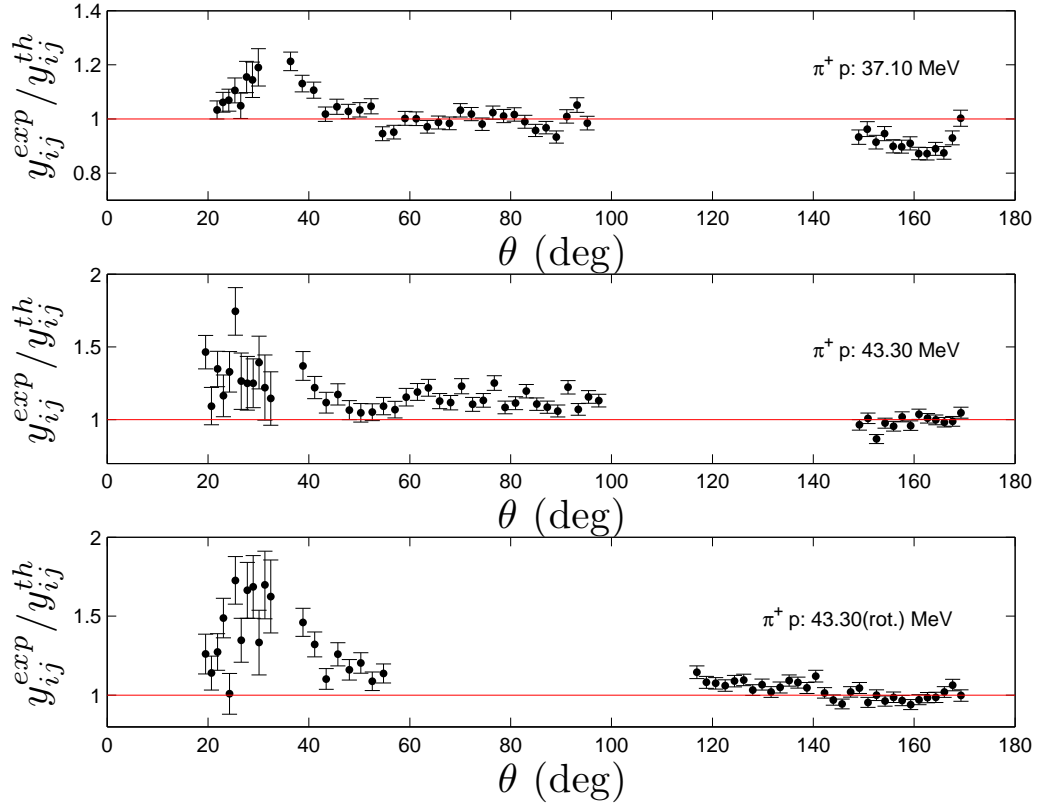 1.4
1.2
1
0.8
0.6
y_{ij}^{exp}/y_{ij}^{th}
π⁺ p: 37.10 MeV
0 20 40 60 80 100 120 140 160 180
θ (deg)
2
1.5
1
y_{ij}^{exp}/y_{ij}^{th}
π⁺ p: 43.30 MeV
0 20 40 60 80 100 120 140 160 180
θ (deg)
2
1.5
1
y_{ij}^{exp}/y_{ij}^{th}
π⁺ p: 43.30(rot.) MeV
0 20 40 60 80 100 120 140 160 180
θ (deg)